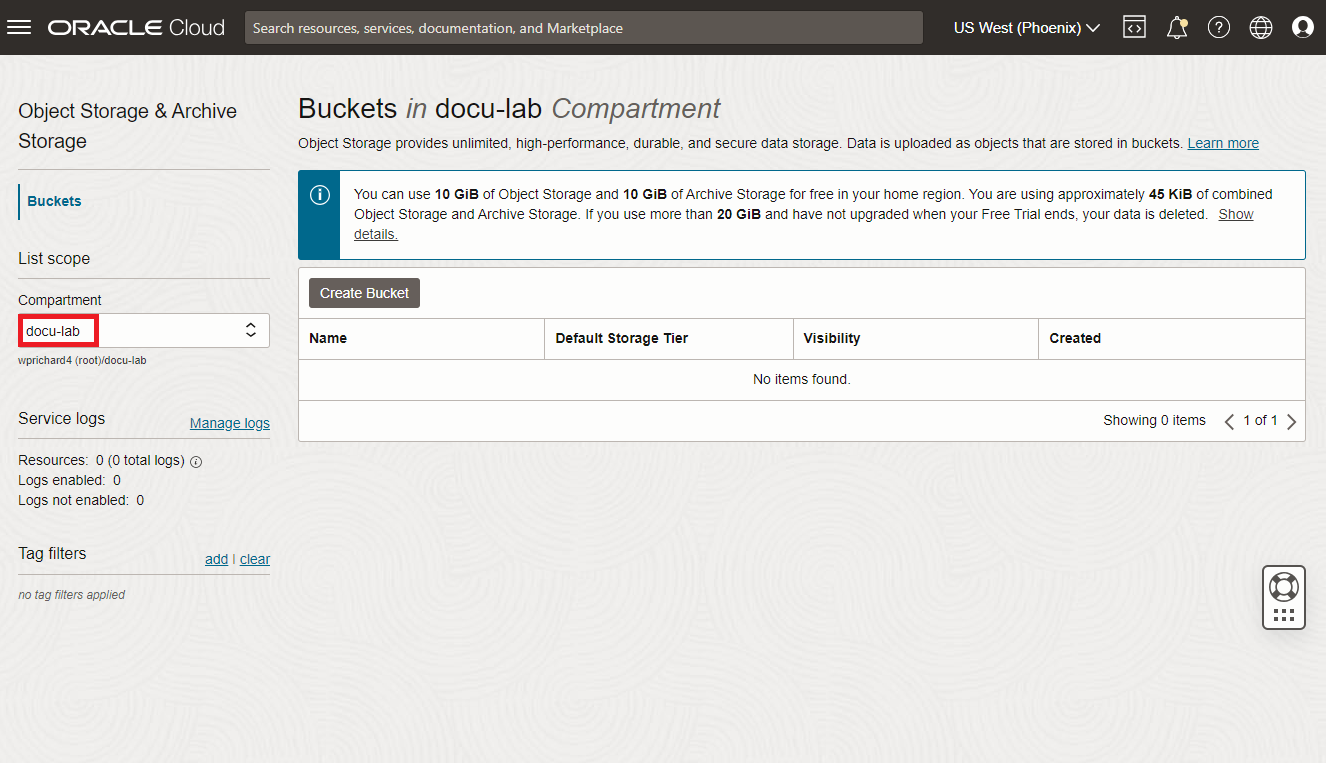 ORACLE Cloud
Search resources, services, documentation, and Marketplace
US West (Phoenix)
Object Storage & Archive
Storage
Buckets
List scope
Compartment
docu-lab
wprichard4 (root)/docu-lab
Service logs
Manage logs
Resources: 0 (0 total logs)
Logs enabled: 0
Logs not enabled: 0
Tag filters
add | clear
no tag filters applied
Buckets in docu-lab Compartment
Object Storage provides unlimited, high-performance, durable, and secure data storage. Data is uploaded as objects that are stored in buckets. Learn more
You can use 10 GiB of Object Storage and 10 GiB of Archive Storage for free in your home region. You are using approximately 45 KiB of combined
Object Storage and Archive Storage. If you use more than 20 GiB and have not upgraded when your Free Trial ends, your data is deleted. Show
details.
Create Bucket
Name Default Storage Tier Visibility Created
No items found.
Showing 0 items 1 of 1